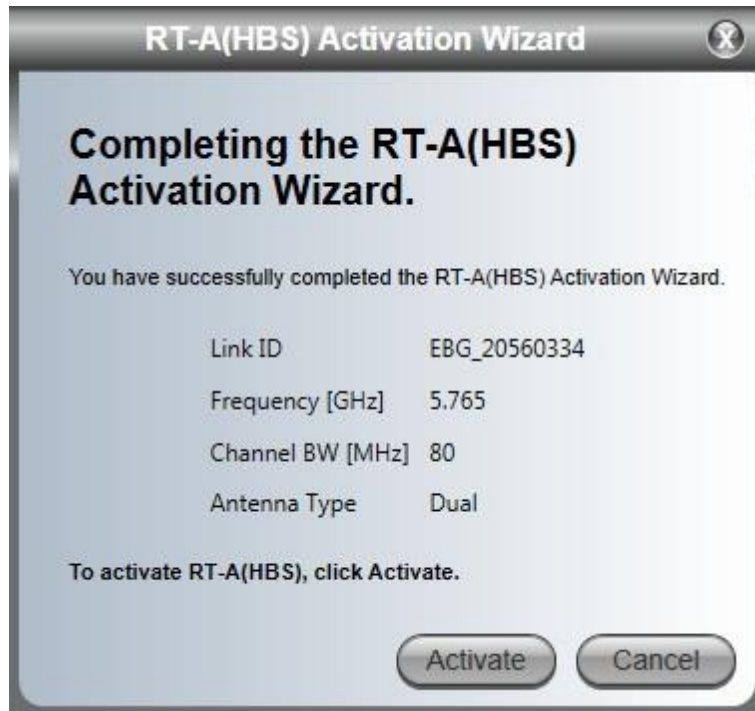 RT-A(HBS) Activation Wizard X
Completing the RT-A(HBS)
Activation Wizard.
You have successfully completed the RT-A(HBS) Activation Wizard.
Link ID EBG_20560334
Frequency [GHz] 5.765
Channel BW [MHz] 80
Antenna Type Dual
To activate RT-A(HBS), click Activate.
Activate Cancel